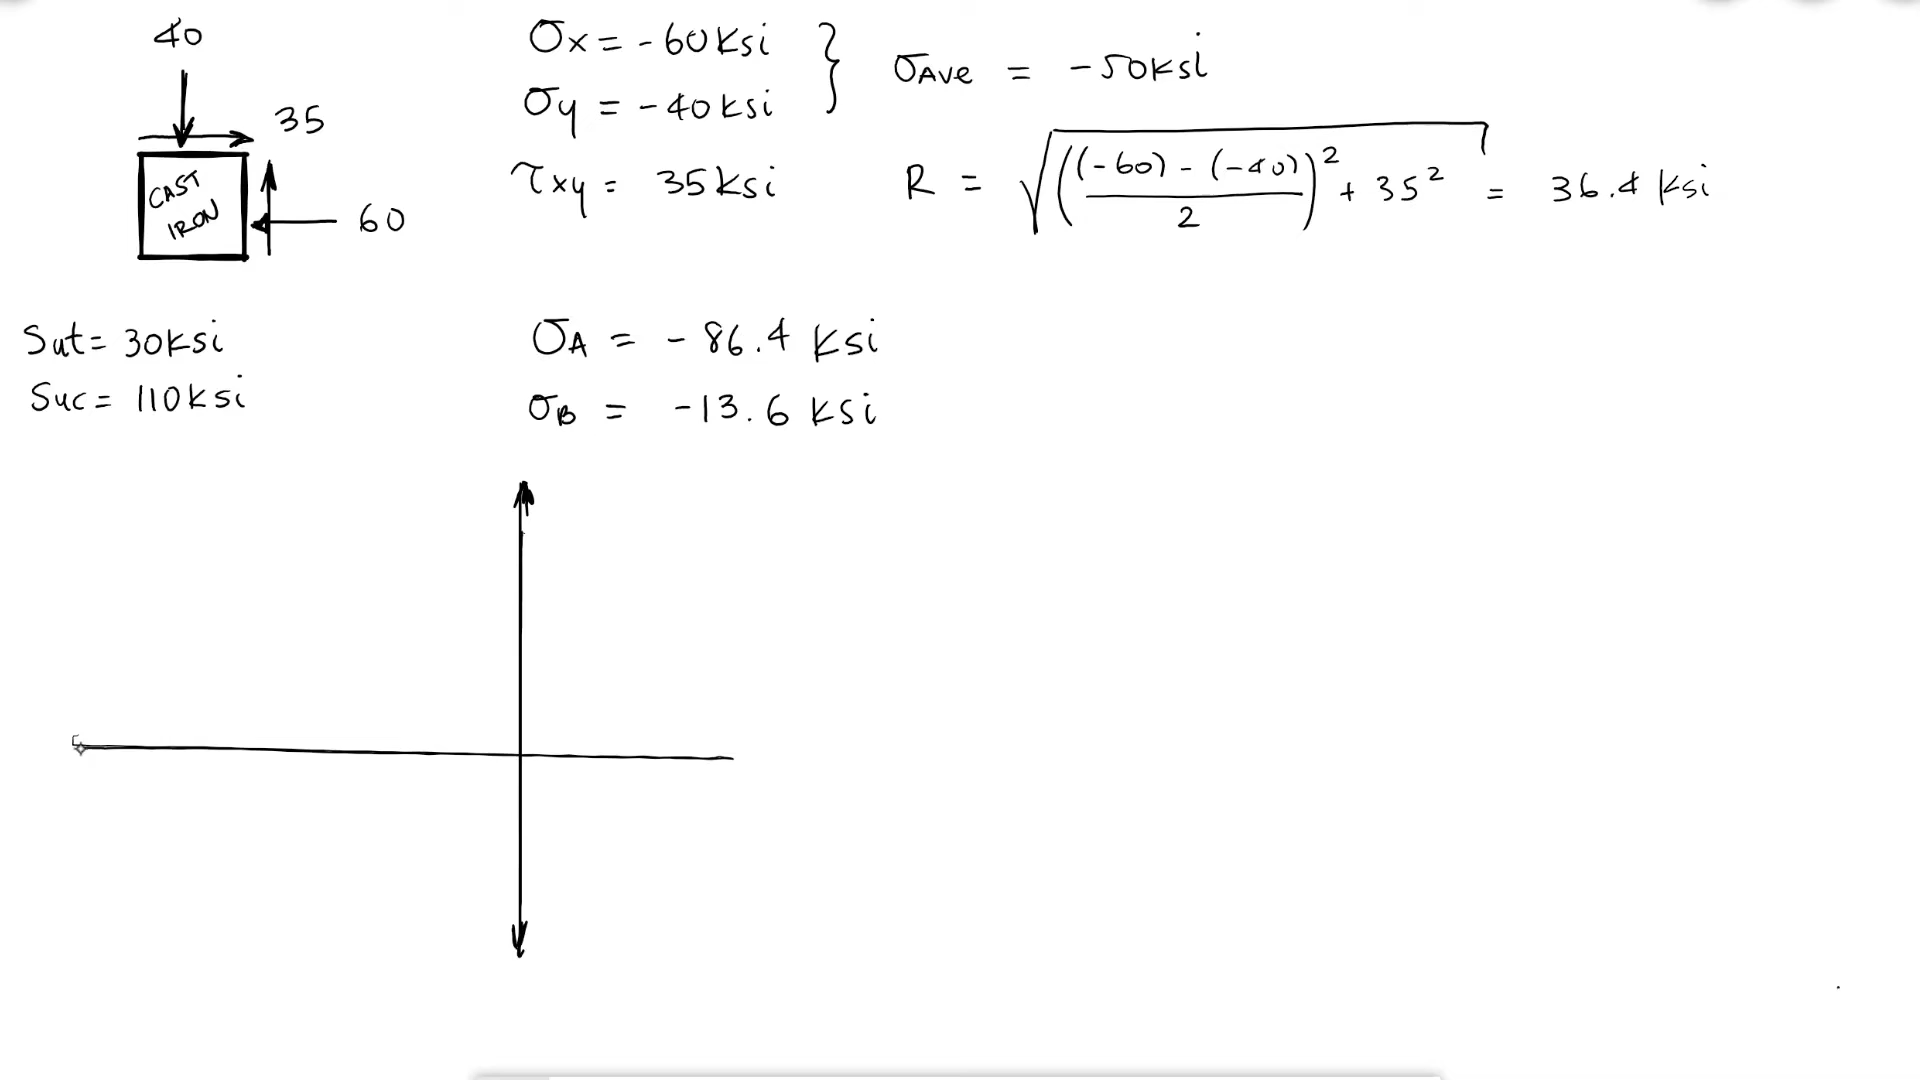 40
35
CAST
IRON
60
Sut = 30ksi
Suc = 110ksi
σx = -60ksi
σy = -40ksi
τxy = 35ksi
} σAve = -50ksi
R = √(((-60) - (-40))/2)² + 35² = 36.4 ksi
σA = -86.4 ksi
σB = -13.6 ksi